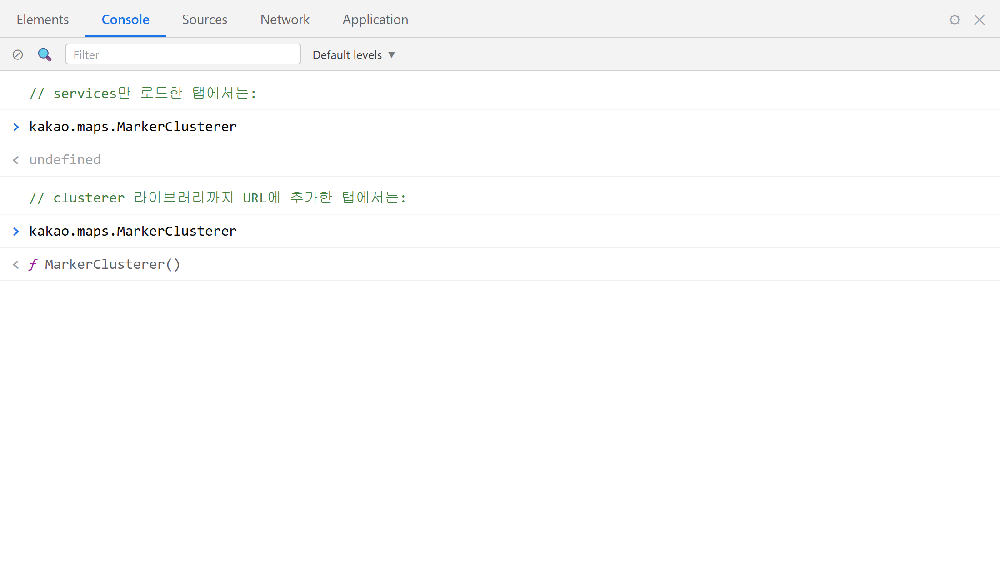 Elements Console Sources Network Application
Filter Default levels ▼
// services만 로드한 탭에서는:
> kakao.maps.MarkerClusterer
< undefined
// clusterer 라이브러리까지 URL에 추가한 탭에서는:
> kakao.maps.MarkerClusterer
< ƒ MarkerClusterer()